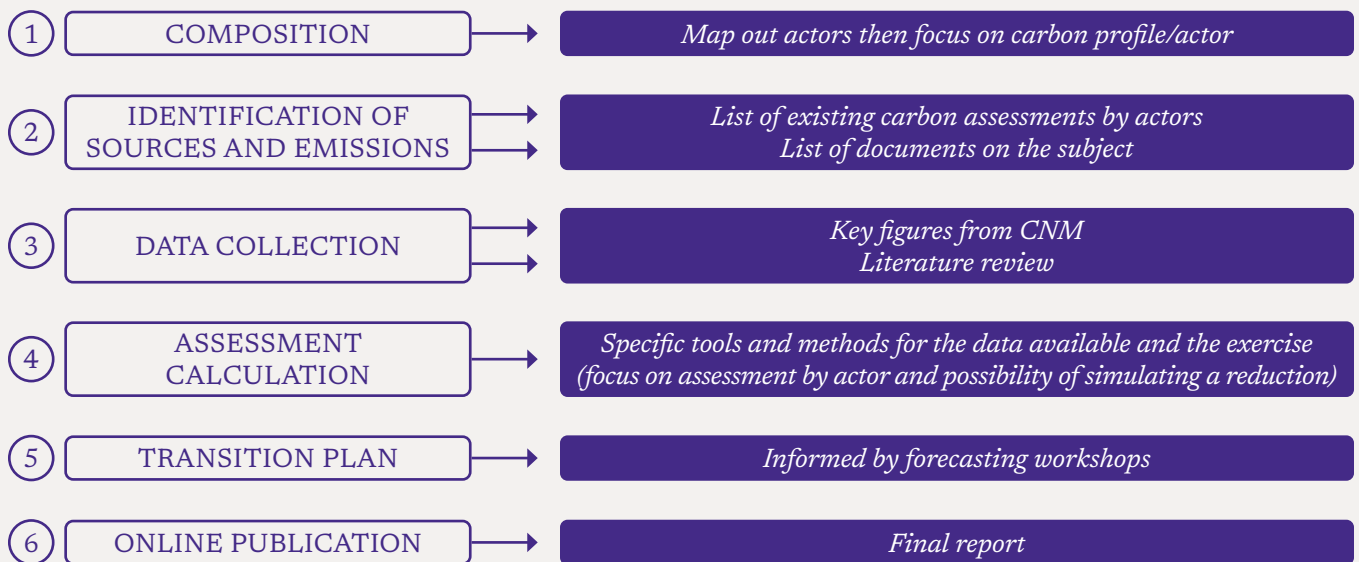 1
COMPOSITION
Map out actors then focus on carbon profile/actor
2
IDENTIFICATION OF
SOURCES AND EMISSIONS
List of existing carbon assessments by actors
List of documents on the subject
3
DATA COLLECTION
Key figures from CNM
Literature review
4
ASSESSMENT
CALCULATION
Specific tools and methods for the data available and the exercise
(focus on assessment by actor and possibility of simulating a reduction)
5
TRANSITION PLAN
Informed by forecasting workshops
6
ONLINE PUBLICATION
Final report